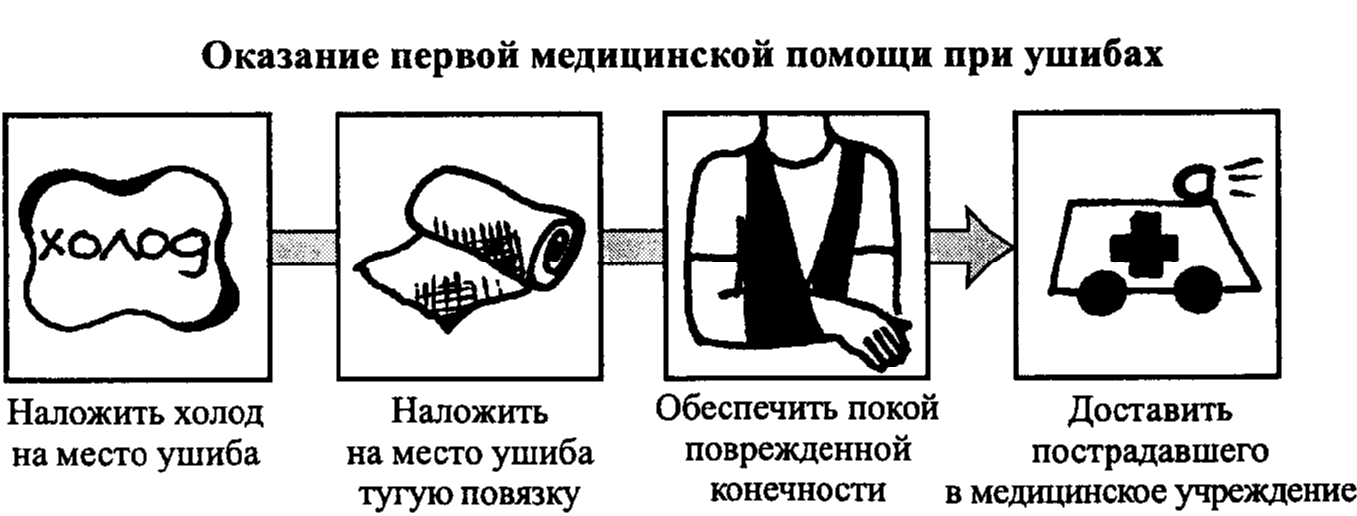 Оказание первой медицинской помощи при ушибах
холод
Наложить холод
на место ушиба
Наложить
на место ушиба
тугую повязку
Обеспечить покой
поврежденной
конечности
Доставить
пострадавшего
в медицинское учреждение